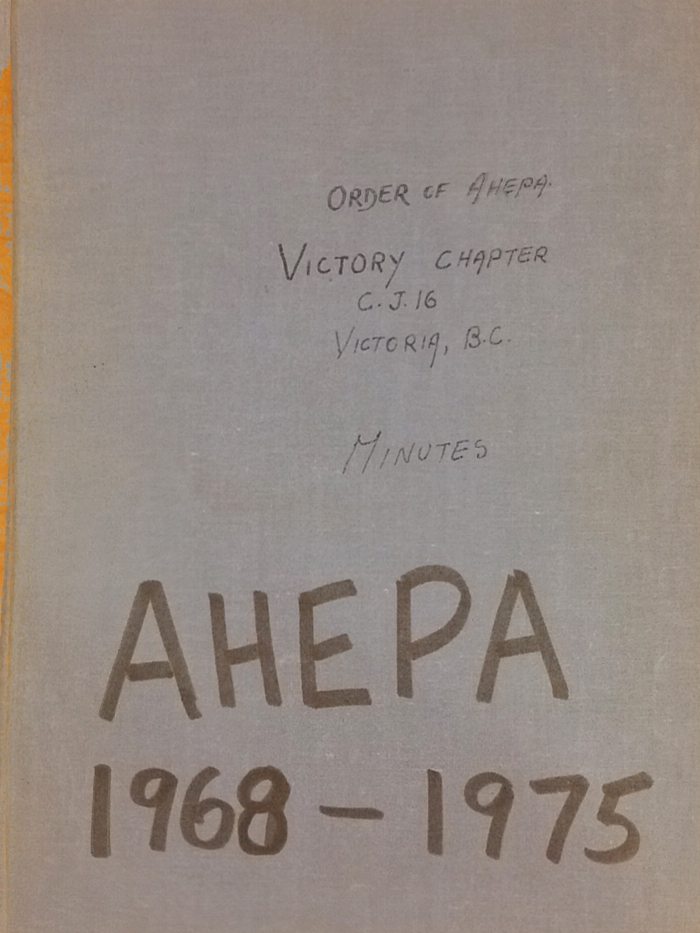 ORDER OF AHEPA.
VICTORY CHAPTER
C.J.16
VICTORIA, B.C.
MINUTES
AHEPA
1968-1975